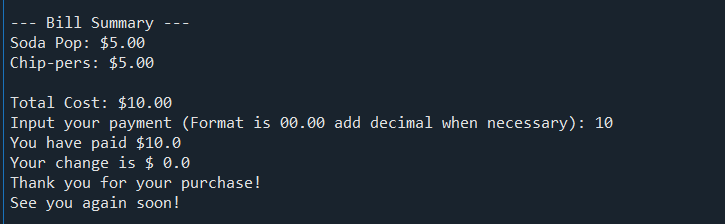 --- Bill Summary ---
Soda Pop: $5.00
Chip-pers: $5.00
Total Cost: $10.00
Input your payment (Format is 00.00 add decimal when necessary): 10
You have paid $10.0
Your change is $ 0.0
Thank you for your purchase!
See you again soon!